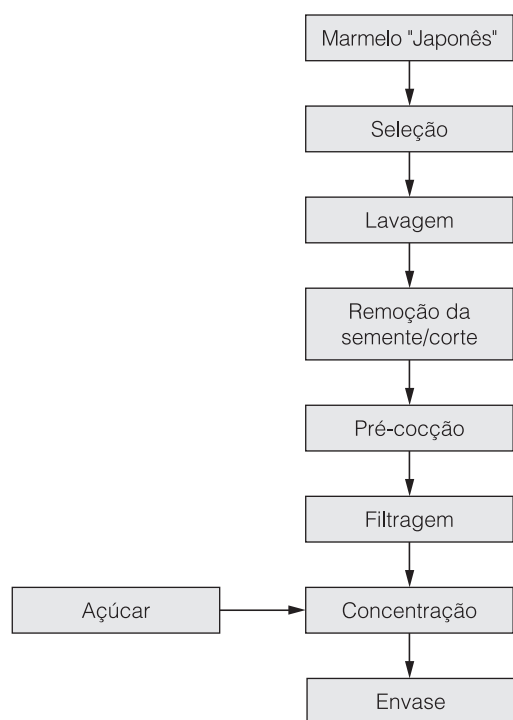 Marmelo "Japonês"
Seleção
Lavagem
Remoção da
semente/corte
Pré-cocção
Filtragem
Açúcar
Concentração
Envase